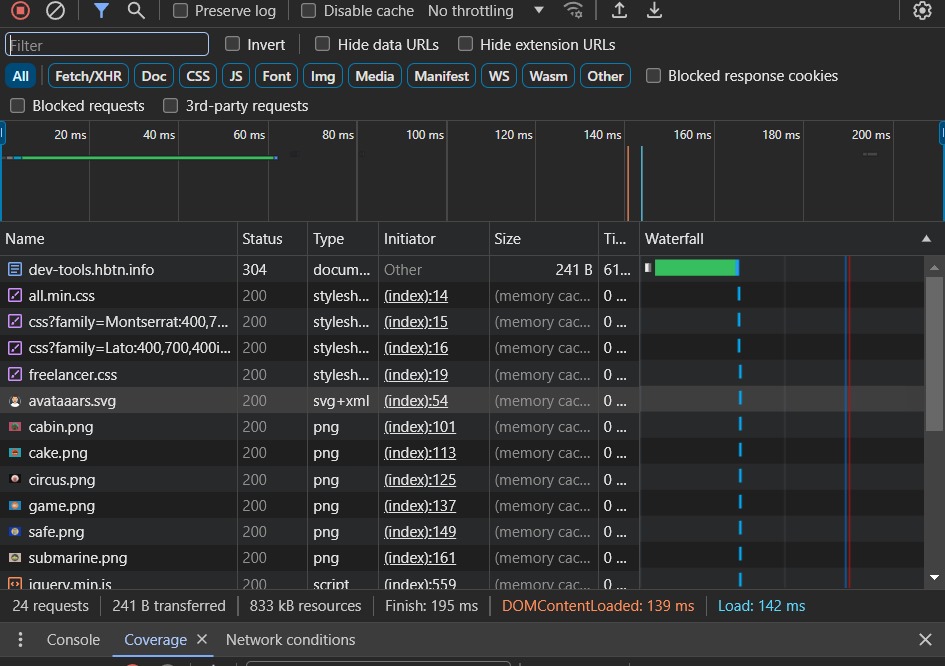 Preserve log Disable cache No throttling
Filter Invert Hide data URLs Hide extension URLs
All Fetch/XHR Doc CSS JS Font Img Media Manifest WS Wasm Other Blocked response cookies
Blocked requests 3rd-party requests
20 ms 40 ms 60 ms 80 ms 100 ms 120 ms 140 ms 160 ms 180 ms 200 ms
Name Status Type Initiator Size Ti... Waterfall
dev-tools.hbtn.info 304 docum... Other 241 B 61...
all.min.css 200 stylesh... (index):14 (memory cac... 0 ...
css?family=Montserrat:400,7... 200 stylesh... (index):15 (memory cac... 0 ...
css?family=Lato:400,700,400i... 200 stylesh... (index):16 (memory cac... 0 ...
freelancer.css 200 stylesh... (index):19 (memory cac... 0 ...
avataaars.svg 200 svg+xml (index):54 (memory cac... 0 ...
cabin.png 200 png (index):101 (memory cac... 0 ...
cake.png 200 png (index):113 (memory cac... 0 ...
circus.png 200 png (index):125 (memory cac... 0 ...
game.png 200 png (index):137 (memory cac... 0 ...
safe.png 200 png (index):149 (memory cac... 0 ...
submarine.png 200 png (index):161 (memory cac... 0 ...
jquery.min.js 200 script (index):559 (memory cac... 0 ...
24 requests 241 B transferred 833 kB resources Finish: 195 ms DOMContentLoaded: 139 ms Load: 142 ms
Console Coverage Network conditions